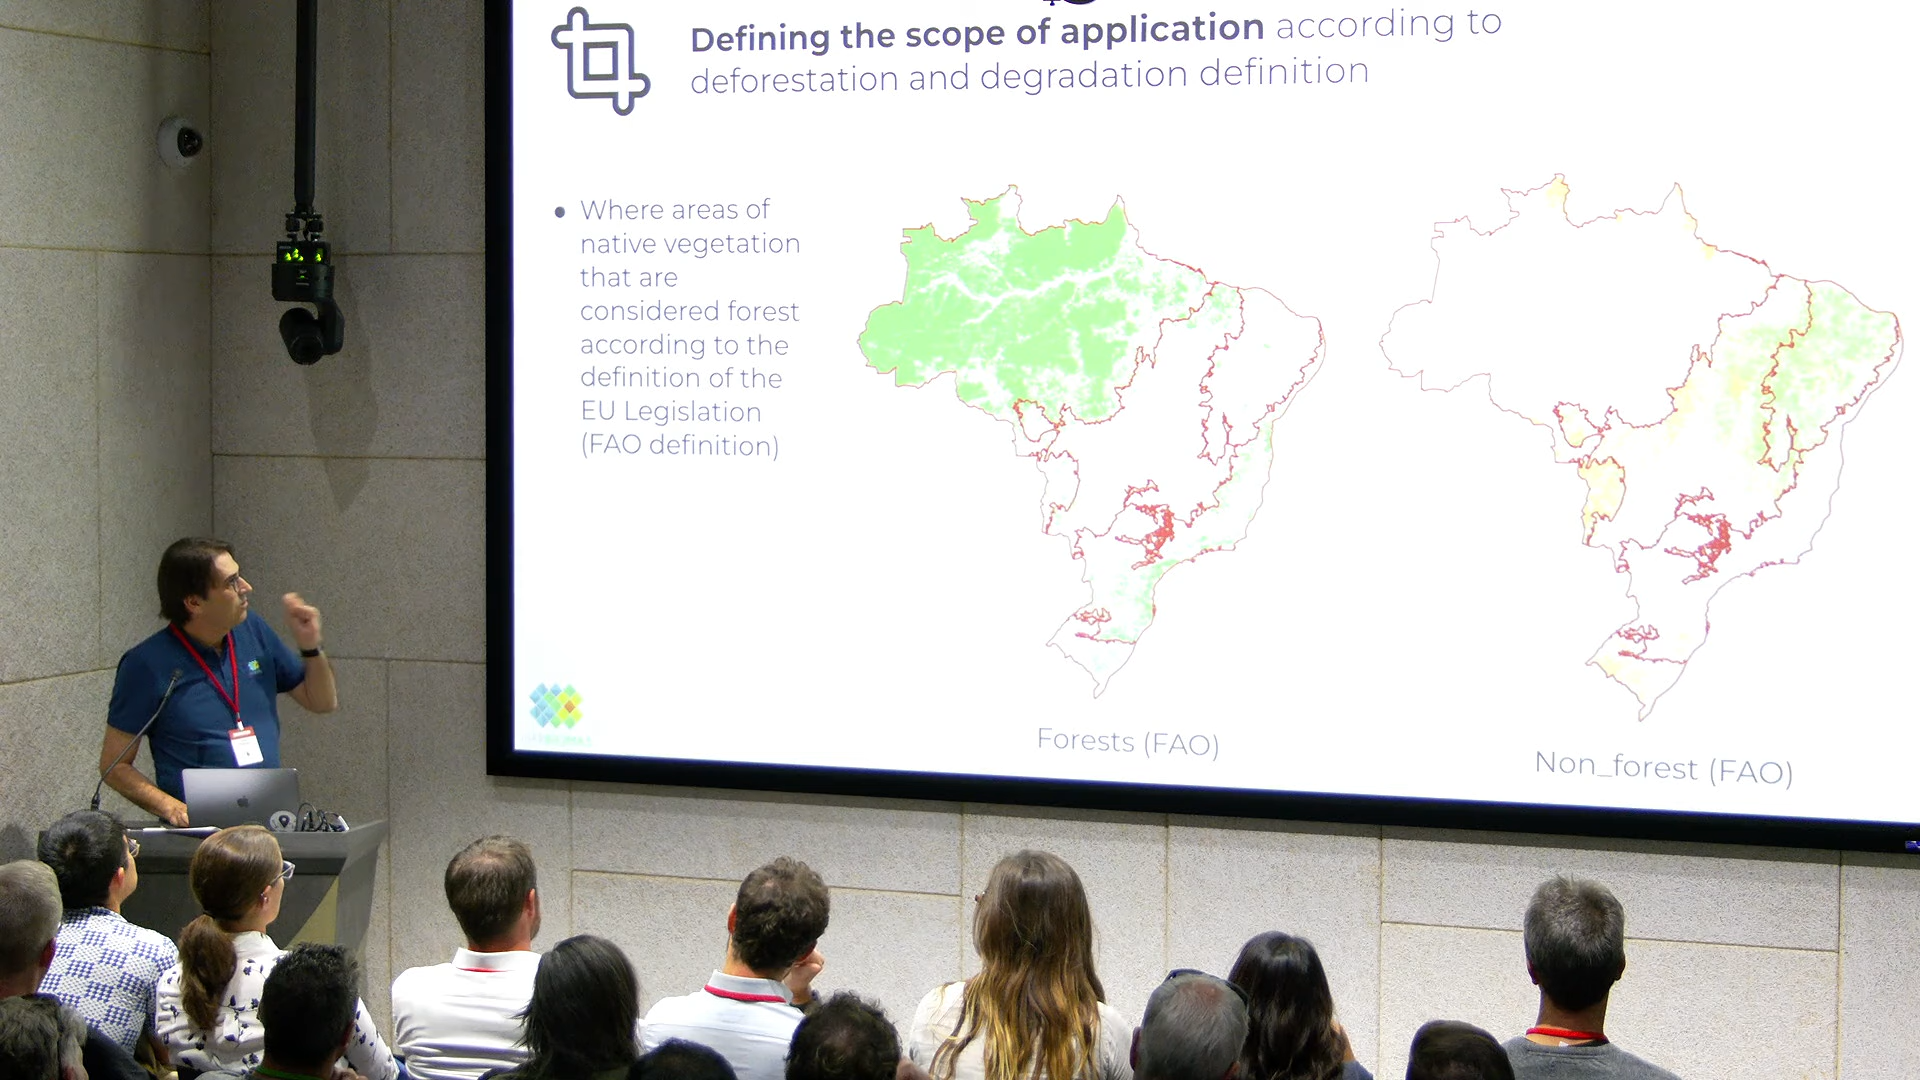 Defining the scope of application according to
deforestation and degradation definition
• Where areas of
native vegetation
that are
considered forest
according to the
definition of the
EU Legislation
(FAO definition)
Forests (FAO)
Non_forest (FAO)